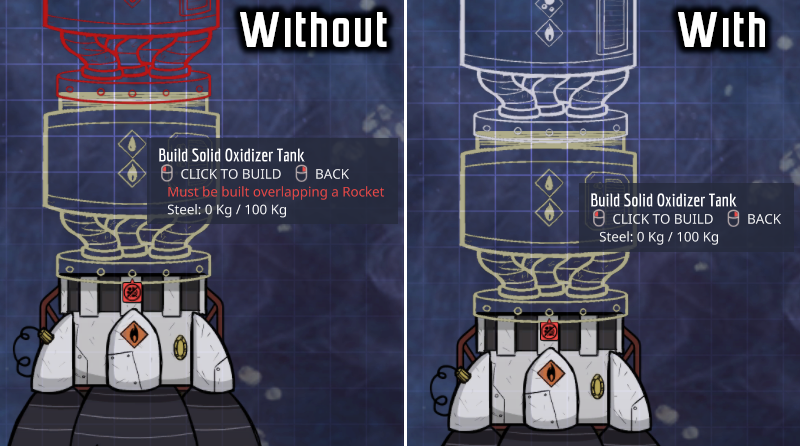 Without
Build Solid Oxidizer Tank
CLICK TO BUILD BACK
Must be built overlapping a Rocket
Steel: 0 Kg / 100 Kg
With
Build Solid Oxidizer Tank
CLICK TO BUILD BACK
Steel: 0 Kg / 100 Kg